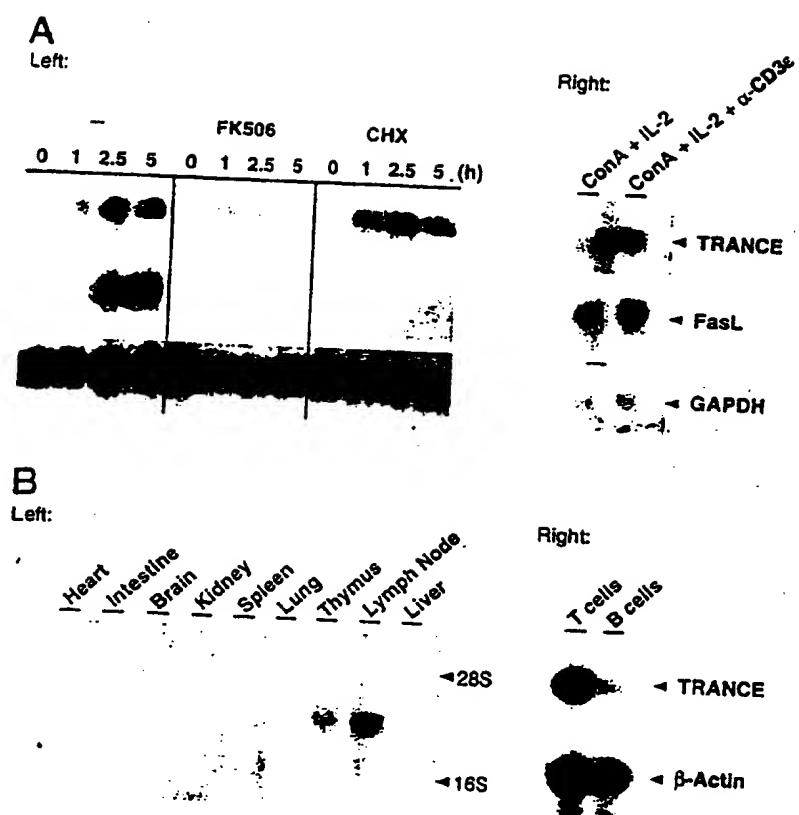 A
Left:
– FK506 CHX
0 1 2.5 5 0 1 2.5 5 0 1 2.5 5 (h)
Right:
ConA + IL-2
ConA + IL-2 + α-CD3ε
TRANCE
FasL
GAPDH
B
Left:
Heart
Intestine
Brain
Kidney
Spleen
Lung
Thymus
Lymph Node
Liver
28S
16S
Right:
T cells
B cells
TRANCE
β-Actin